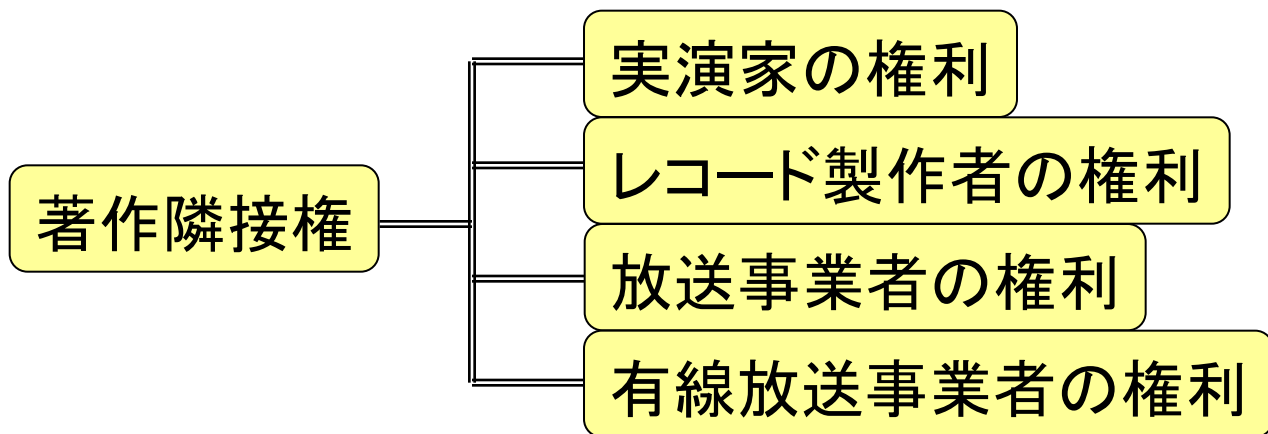 著作隣接権
実演家の権利
レコード製作者の権利
放送事業者の権利
有線放送事業者の権利